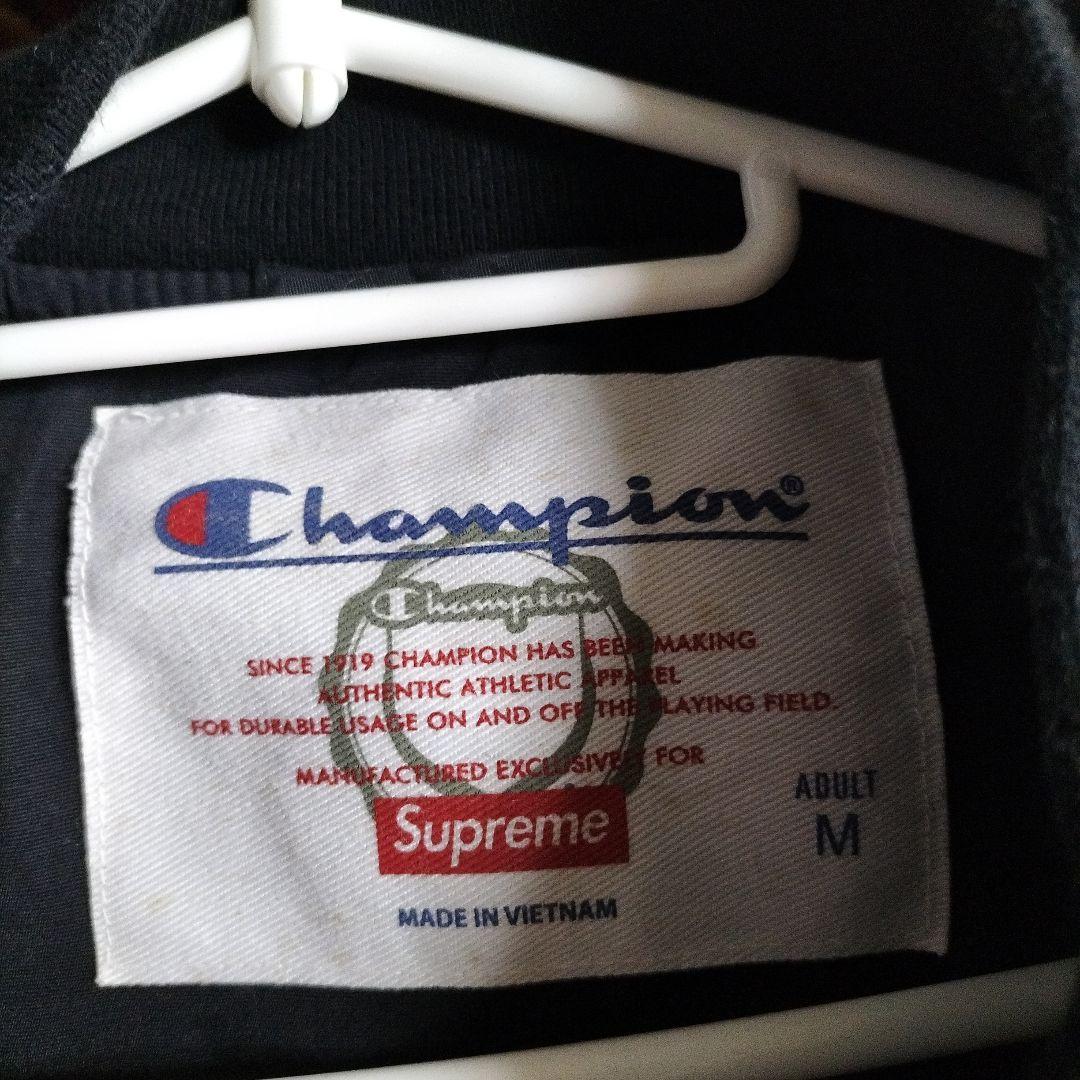 Champion®
Champion
SINCE 1919 CHAMPION HAS BEEN MAKING
AUTHENTIC ATHLETIC APPAREL
FOR DURABLE USAGE ON AND OFF THE PLAYING FIELD.
MANUFACTURED EXCLUSIVELY FOR
Supreme
ADULT
M
MADE IN VIETNAM